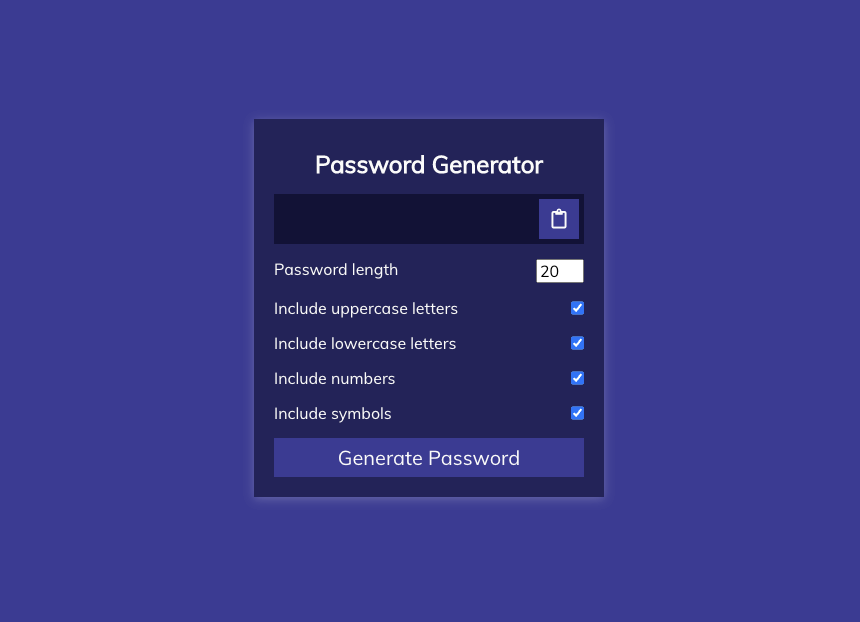 Password Generator
Password length 20
Include uppercase letters
Include lowercase letters
Include numbers
Include symbols
Generate Password